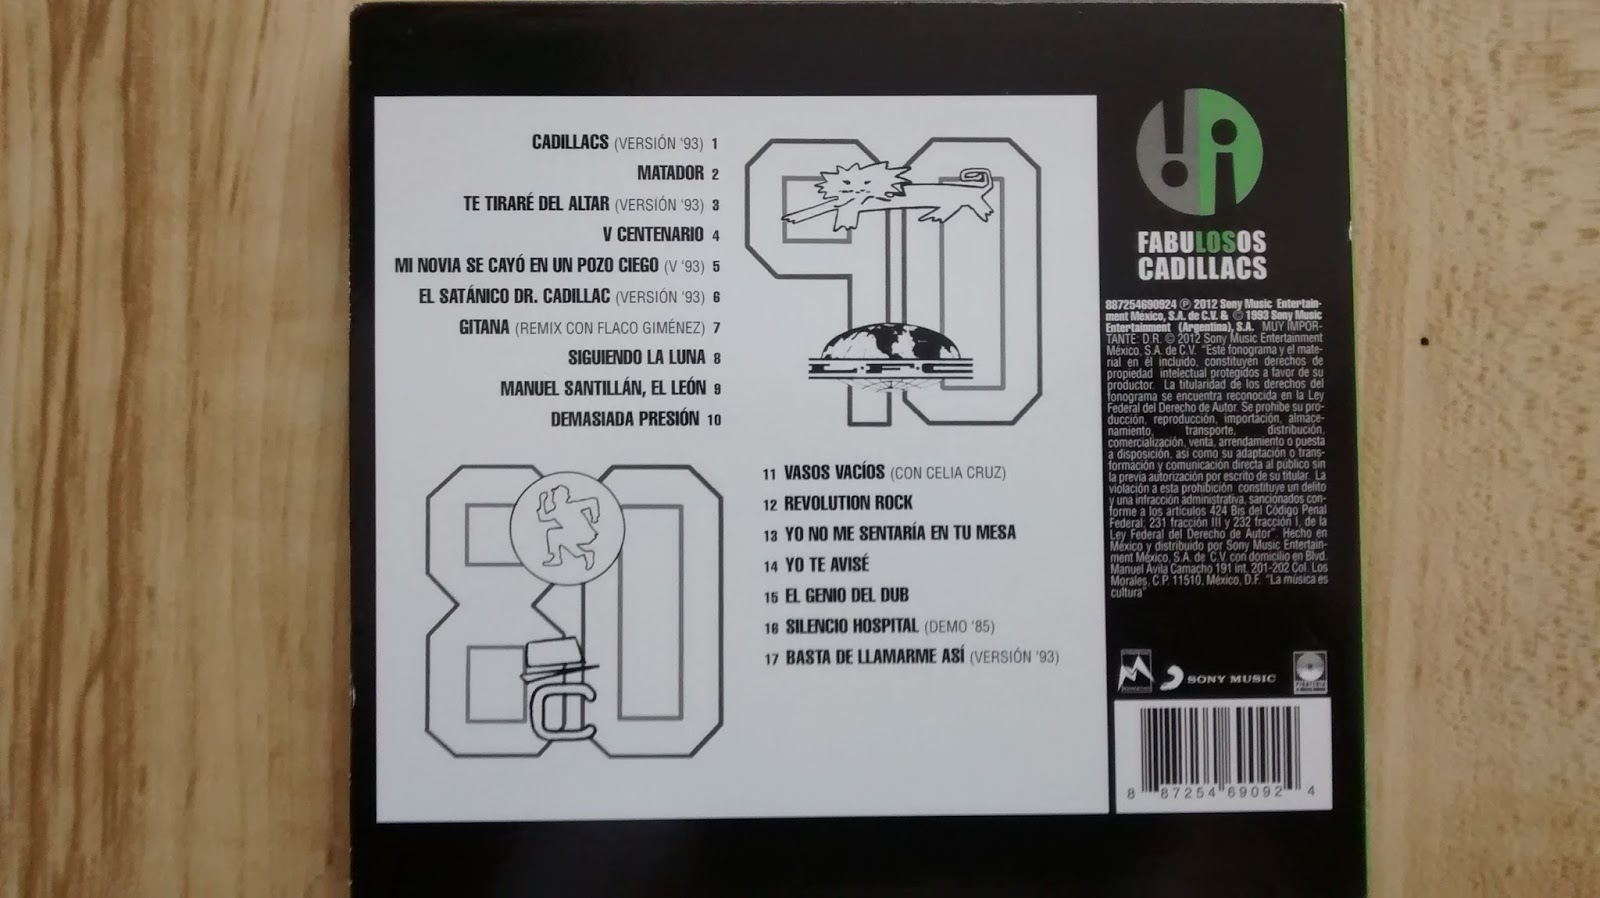 CADILLACS (VERSIÓN '93) 1
MATADOR 2
TE TIRARÉ DEL ALTAR (VERSIÓN '93) 3
V CENTENARIO 4
MI NOVIA SE CAYÓ EN UN POZO CIEGO (V '93) 5
EL SATÁNICO DR. CADILLAC (VERSIÓN '93) 6
GITANA (REMIX CON FLACO GIMÉNEZ) 7
SIGUIENDO LA LUNA 8
MANUEL SANTILLÁN, EL LEÓN 9
DEMASIADA PRESIÓN 10
90
80
11 VASOS VACÍOS (CON CELIA CRUZ)
12 REVOLUTION ROCK
13 YO NO ME SENTARÍA EN TU MESA
14 YO TE AVISÉ
15 EL GENIO DEL DUB
16 SILENCIO HOSPITAL (DEMO '85)
17 BASTA DE LLAMARME ASÍ (VERSIÓN '93)
FABULOSOS
CADILLACS
887254690924 ℗ 2012 Sony Music Entertain-
ment México, S.A. de C.V. & © 1993 Sony Music
Entertainment (Argentina), S.A. MUY IMPOR-
TANTE: D.R. © 2012 Sony Music Entertainment
México, S.A. de C.V. "Este fonograma y el mate-
rial en él incluido, constituyen derechos de
propiedad intelectual protegidos a favor de su
productor. La titularidad de los derechos del
fonograma se encuentra reconocida en la Ley
Federal del Derecho de Autor. Se prohibe su pro-
ducción, reproducción, importación, almace-
namiento, transporte, distribución,
comercialización, venta, arrendamiento o puesta
a disposición, así como su adaptación o trans-
formación y comunicación directa al público sin
la previa autorización por escrito de su titular. La
violación a esta prohibición constituye un delito
y una infracción administrativa, sancionados con-
forme a los artículos 424 Bis del Código Penal
Federal; 231 fracción III y 232 fracción I, de la
Ley Federal del Derecho de Autor". Hecho en
México y distribuido por Sony Music Entertain-
ment México, S.A. de C.V. con domicilio en Blvd.
Manuel Ávila Camacho 191 int. 201-202 Col. Los
Morales, C.P. 11510, México, D.F. "La música es
cultura"
SONY MUSIC
8 87254 69092 4